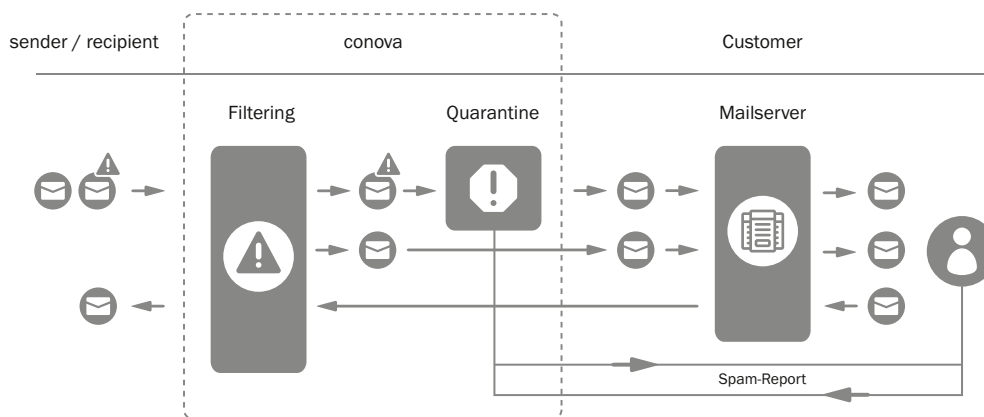 sender / recipient
conova
Customer
Filtering
Quarantine
Mailserver
Spam-Report